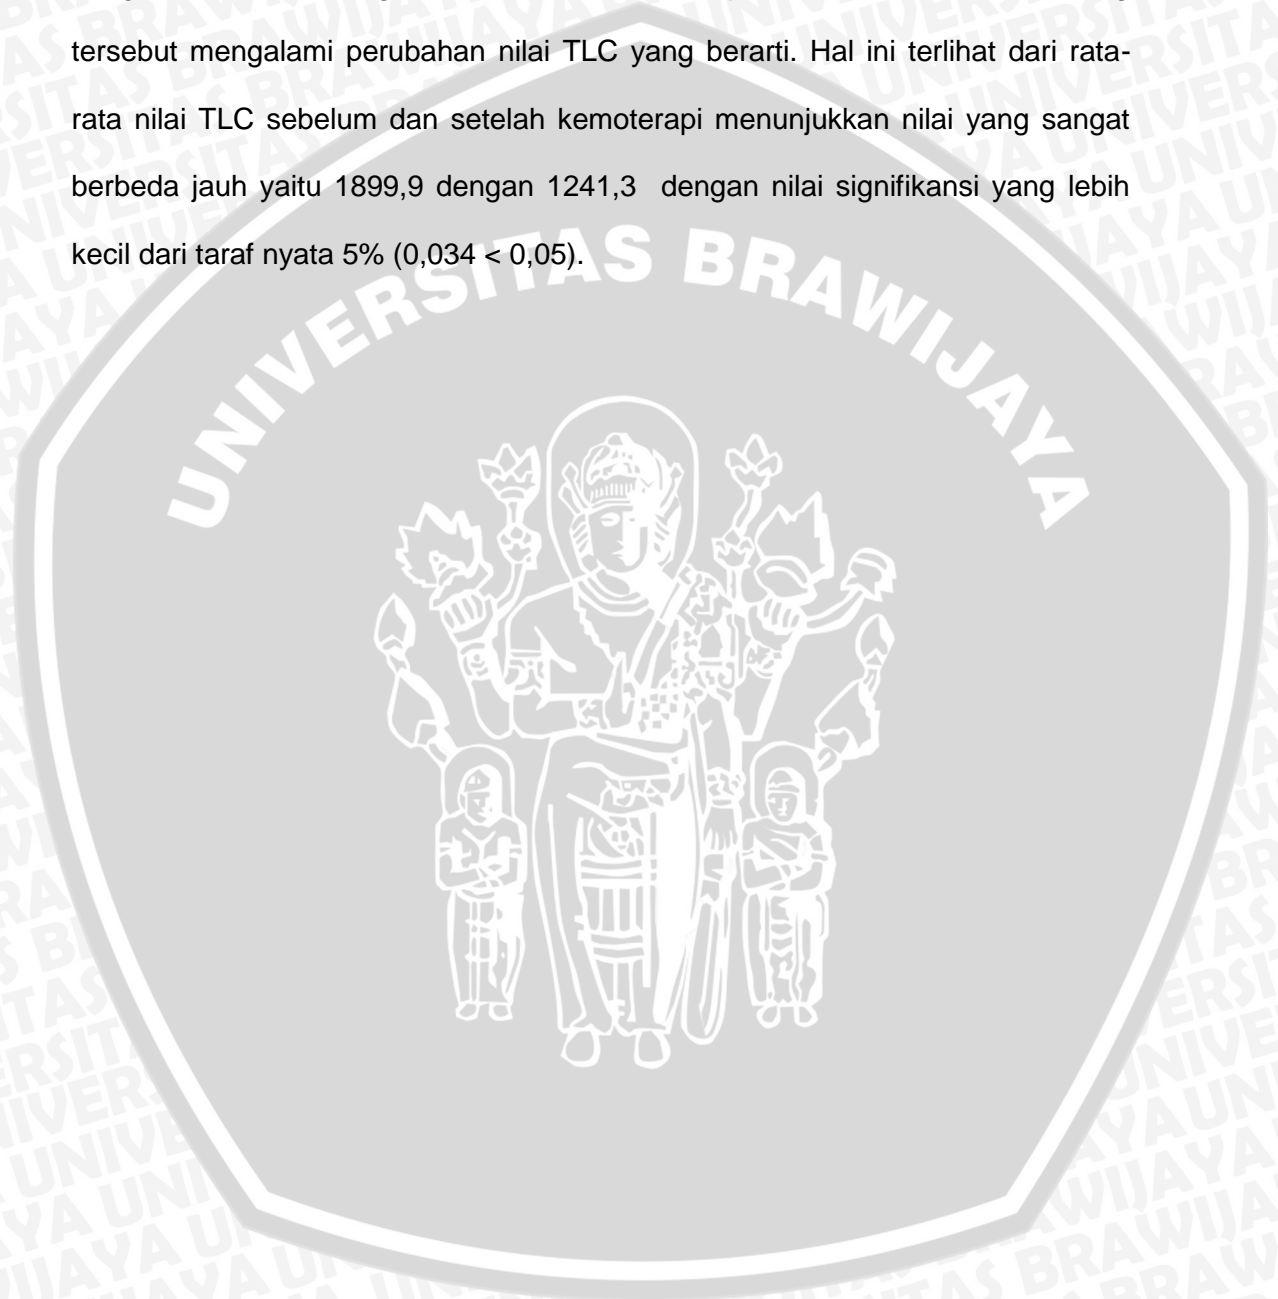 tersebut mengalami perubahan nilai TLC yang berarti. Hal ini terlihat dari rata-
rata nilai TLC sebelum dan setelah kemoterapi menunjukkan nilai yang sangat
berbeda jauh yaitu 1899,9 dengan 1241,3 dengan nilai signifikansi yang lebih
kecil dari taraf nyata 5% (0,034 < 0,05).
UNIVERSITAS BRAWIJAYA